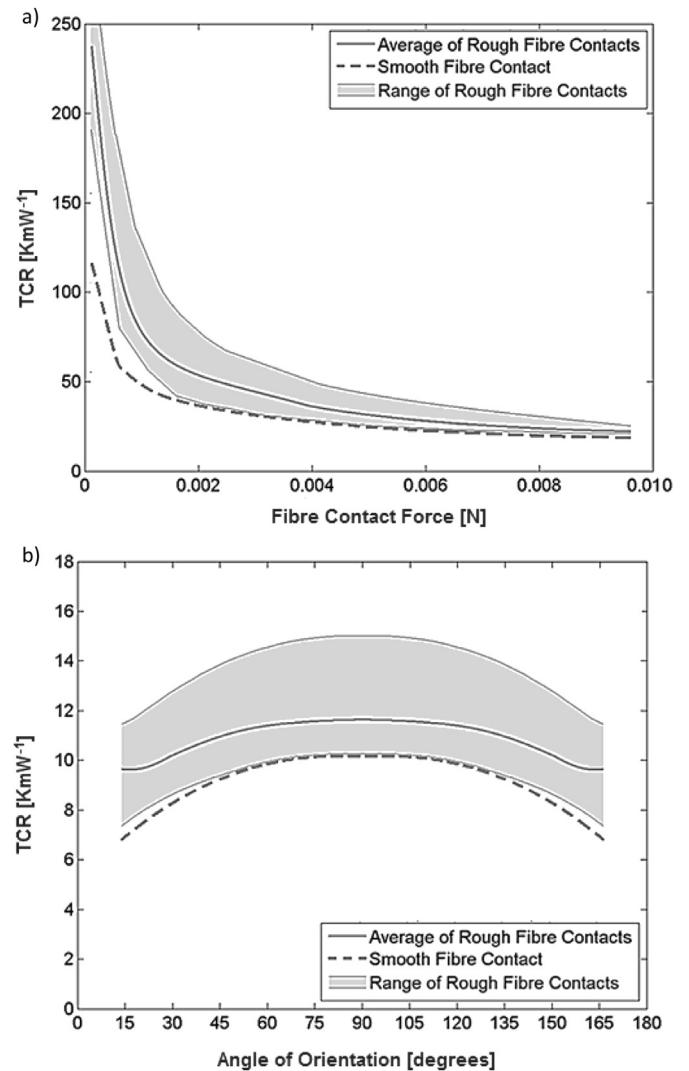 a)
250
200
150
100
50
0
TCR [KmW⁻¹]
Average of Rough Fibre Contacts
Smooth Fibre Contact
Range of Rough Fibre Contacts
0 0.002 0.004 0.006 0.008 0.010
Fibre Contact Force [N]
b)
18
16
14
12
10
8
6
4
2
0
TCR [KmW⁻¹]
Average of Rough Fibre Contacts
Smooth Fibre Contact
Range of Rough Fibre Contacts
0 15 30 45 60 75 90 105 120 135 150 165 180
Angle of Orientation [degrees]